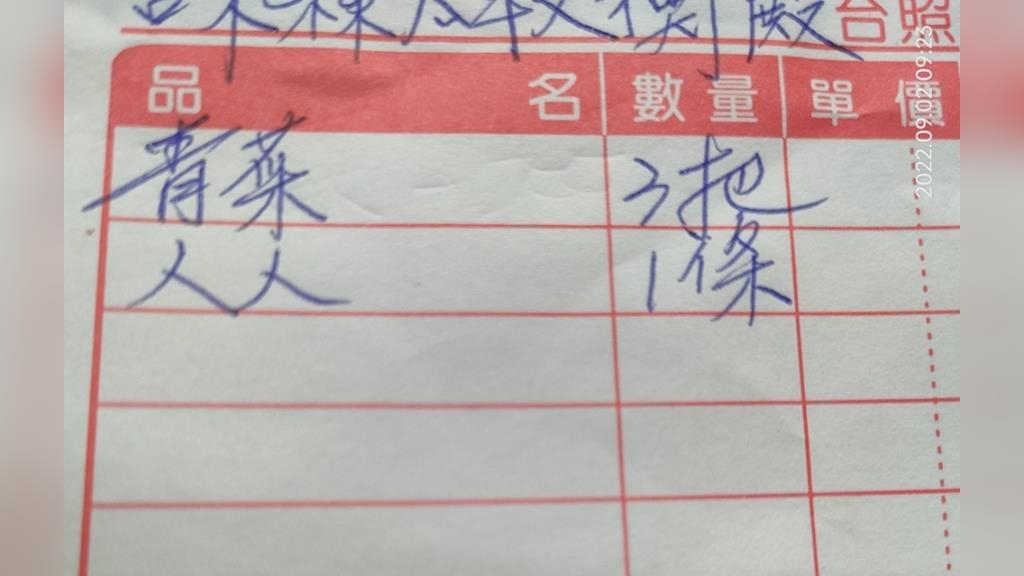 台照
品名 數量 單價
青菜 3把
人人 1條
2022.09.02 09:23